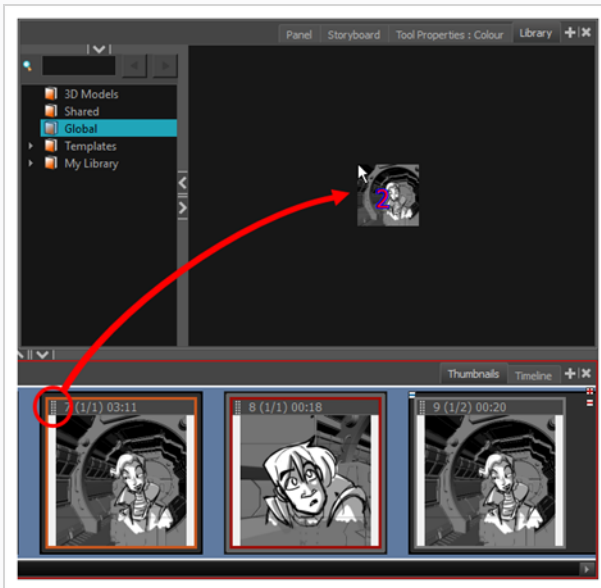 Panel Storyboard Tool Properties : Colour Library
3D Models
Shared
Global
Templates
My Library
2
Thumbnails Timeline
7 (1/1) 03:11 8 (1/1) 00:18 9 (1/2) 00:20